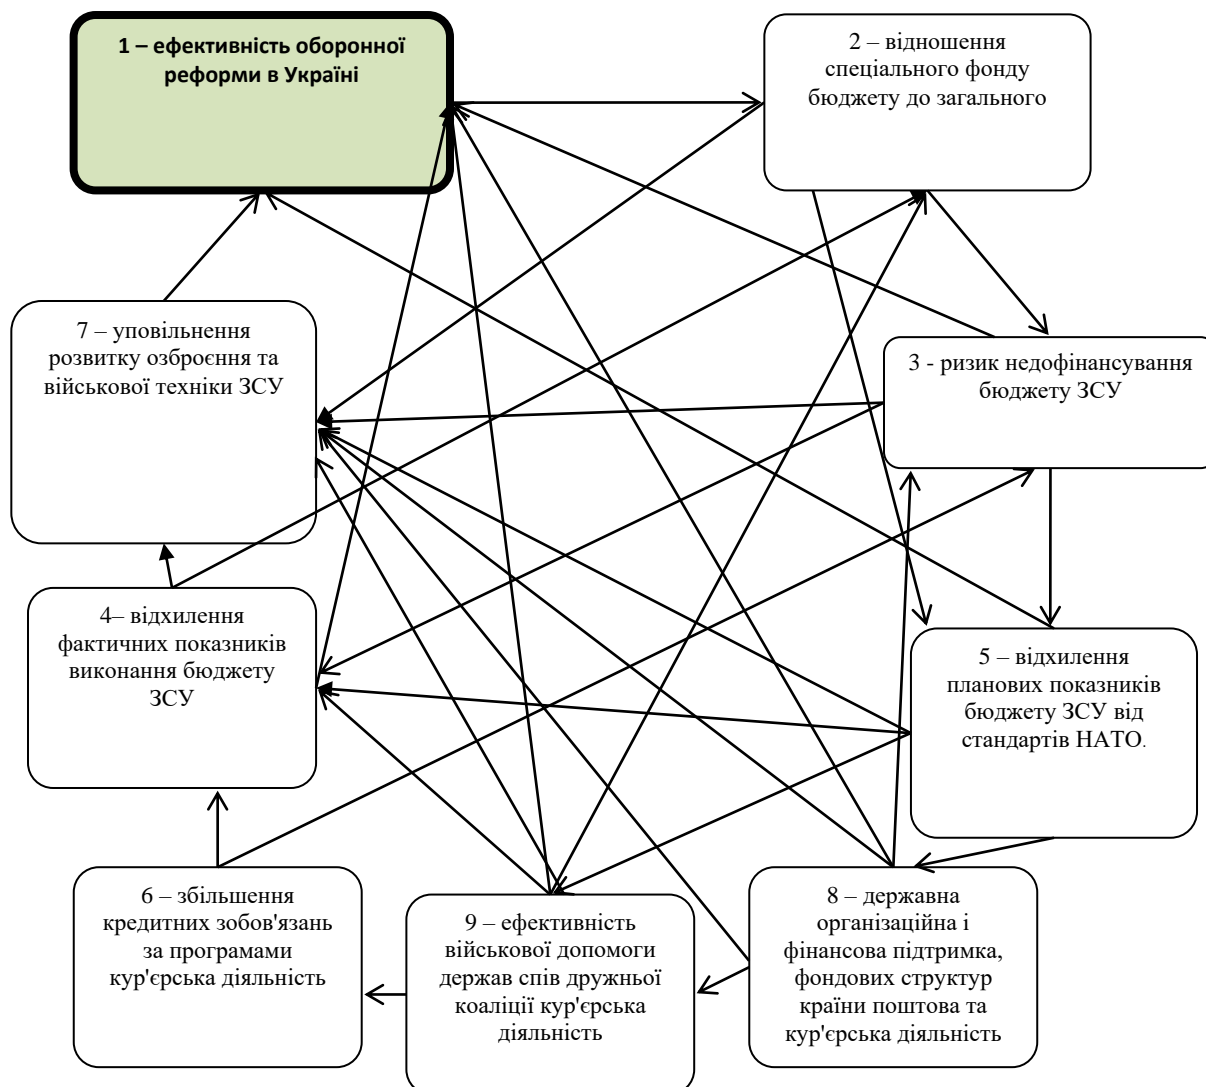 1 – ефективність оборонної
реформи в Україні
2 – відношення
спеціального фонду
бюджету до загального
7 – уповільнення
розвитку озброєння та
військової техніки ЗСУ
3 - ризик недофінансування
бюджету ЗСУ
4– відхилення
фактичних показників
виконання бюджету
ЗСУ
5 – відхилення
планових показників
бюджету ЗСУ від
стандартів НАТО.
6 – збільшення
кредитних зобов'язань
за програмами
кур'єрська діяльність
9 – ефективність
військової допомоги
держав спів дружньої
коаліції кур'єрська
діяльність
8 – державна
організаційна і
фінансова підтримка,
фондових структур
країни поштова та
кур'єрська діяльність